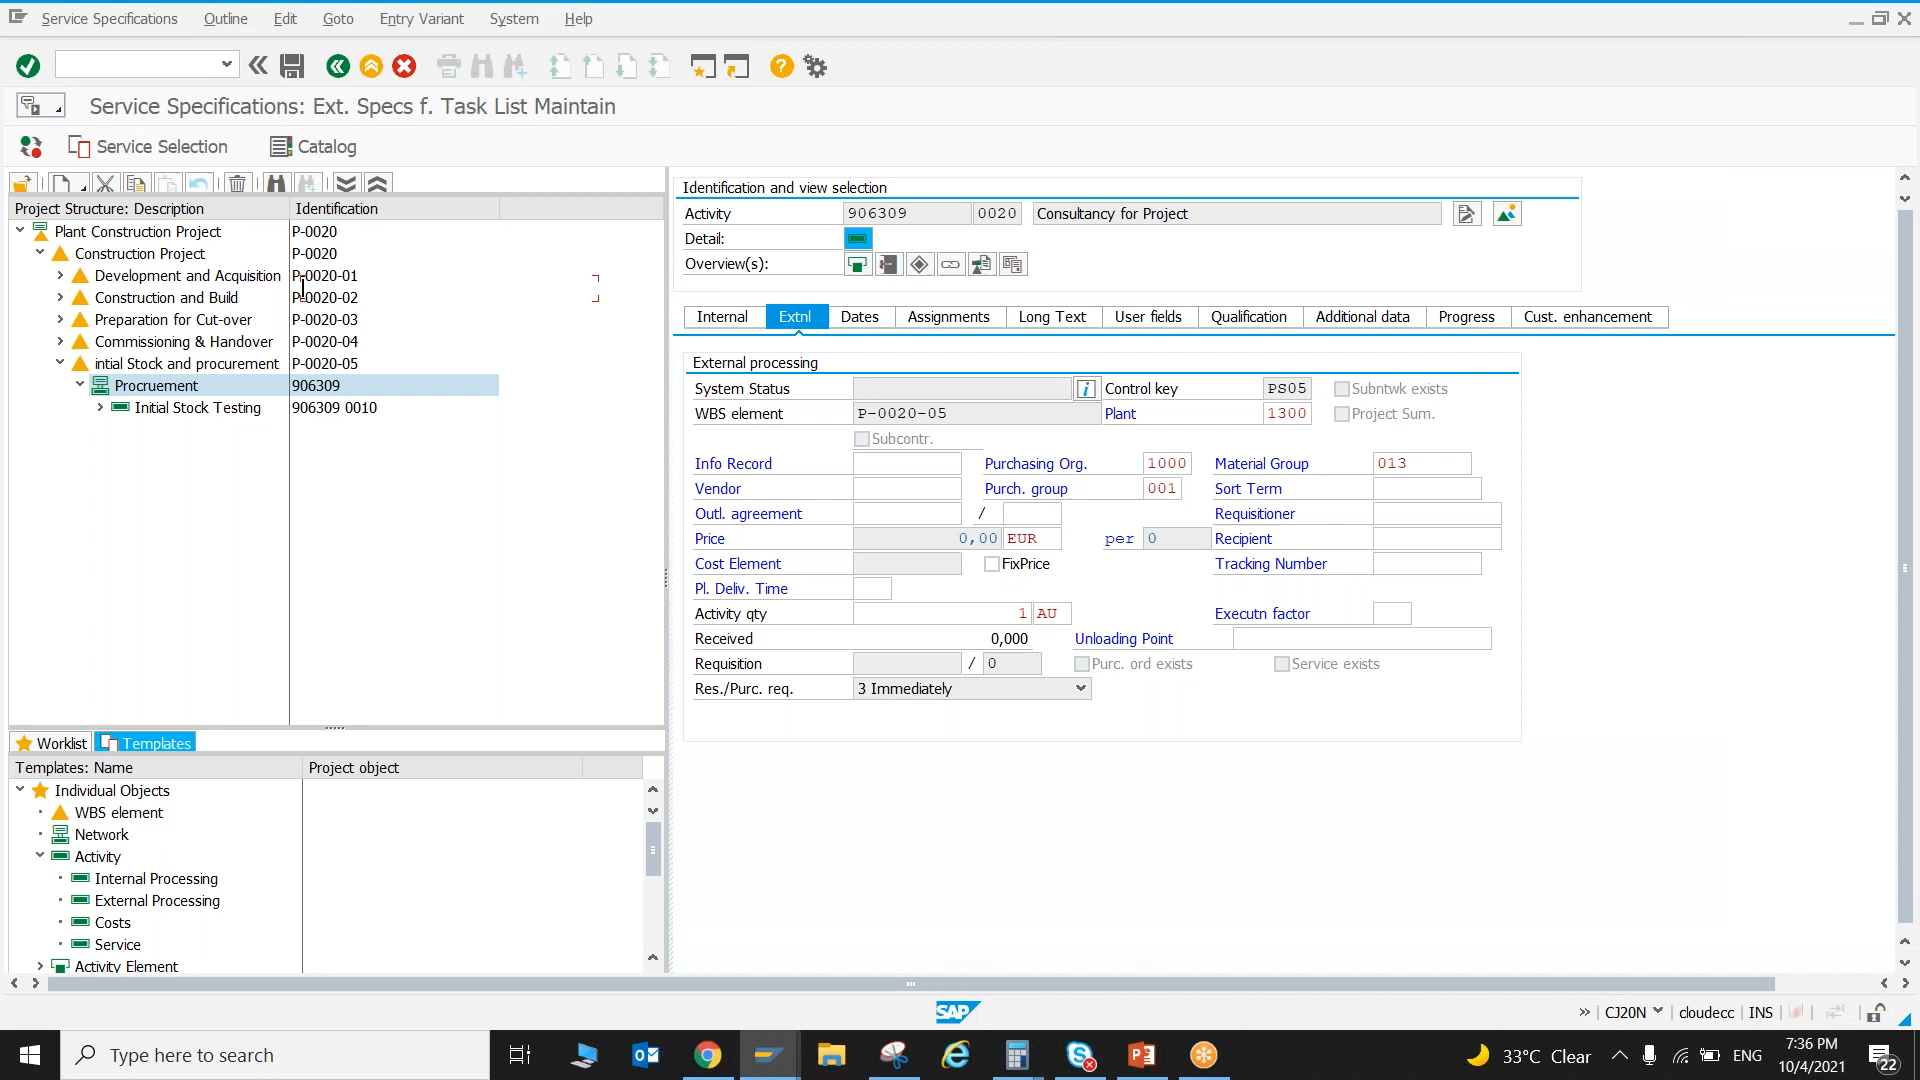 Service Specifications Outline Edit Goto Entry Variant System Help
Service Specifications: Ext. Specs f. Task List Maintain
Service Selection Catalog
Project Structure: Description Identification
Plant Construction Project P-0020
Construction Project P-0020
Development and Acquisition P-0020-01
Construction and Build P-0020-02
Preparation for Cut-over P-0020-03
Commissioning & Handover P-0020-04
intial Stock and procurement P-0020-05
Procruement 906309
Initial Stock Testing 906309 0010
Worklist Templates
Templates: Name Project object
Individual Objects
WBS element
Network
Activity
Internal Processing
External Processing
Costs
Service
Activity Element
Identification and view selection
Activity 906309 0020 Consultancy for Project
Detail:
Overview(s):
Internal Extnl Dates Assignments Long Text User fields Qualification Additional data Progress Cust. enhancement
External processing
System Status Control key PS05 Subntwk exists
WBS element P-0020-05 Plant 1300 Project Sum.
Subcontr.
Info Record Purchasing Org. 1000 Material Group 013
Vendor Purch. group 001 Sort Term
Outl. agreement / Requisitioner
Price 0,00 EUR per 0 Recipient
Cost Element FixPrice Tracking Number
Pl. Deliv. Time
Activity qty 1 AU Executn factor
Received 0,000 Unloading Point
Requisition / 0 Purc. ord exists Service exists
Res./Purc. req. 3 Immediately
SAP CJ20N cloudecc INS
Type here to search 33°C Clear ENG 7:36 PM
10/4/2021 22